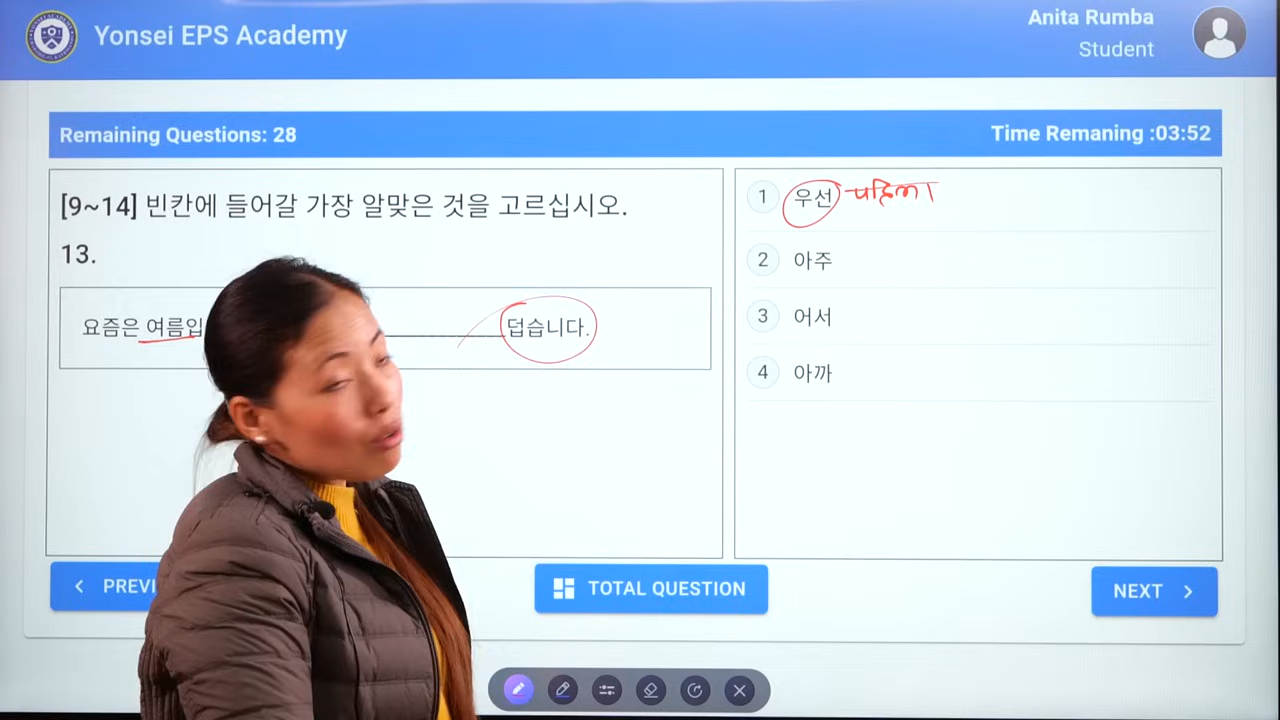 Yonsei EPS Academy
Anita Rumba
Student
Remaining Questions: 28
Time Remaning :03:52
[9~14] 빈칸에 들어갈 가장 알맞은 것을 고르십시오.
13.
요즘은 여름입
덥습니다.
1 우선 पहिला
2 아주
3 어서
4 아까
PREVI
TOTAL QUESTION
NEXT